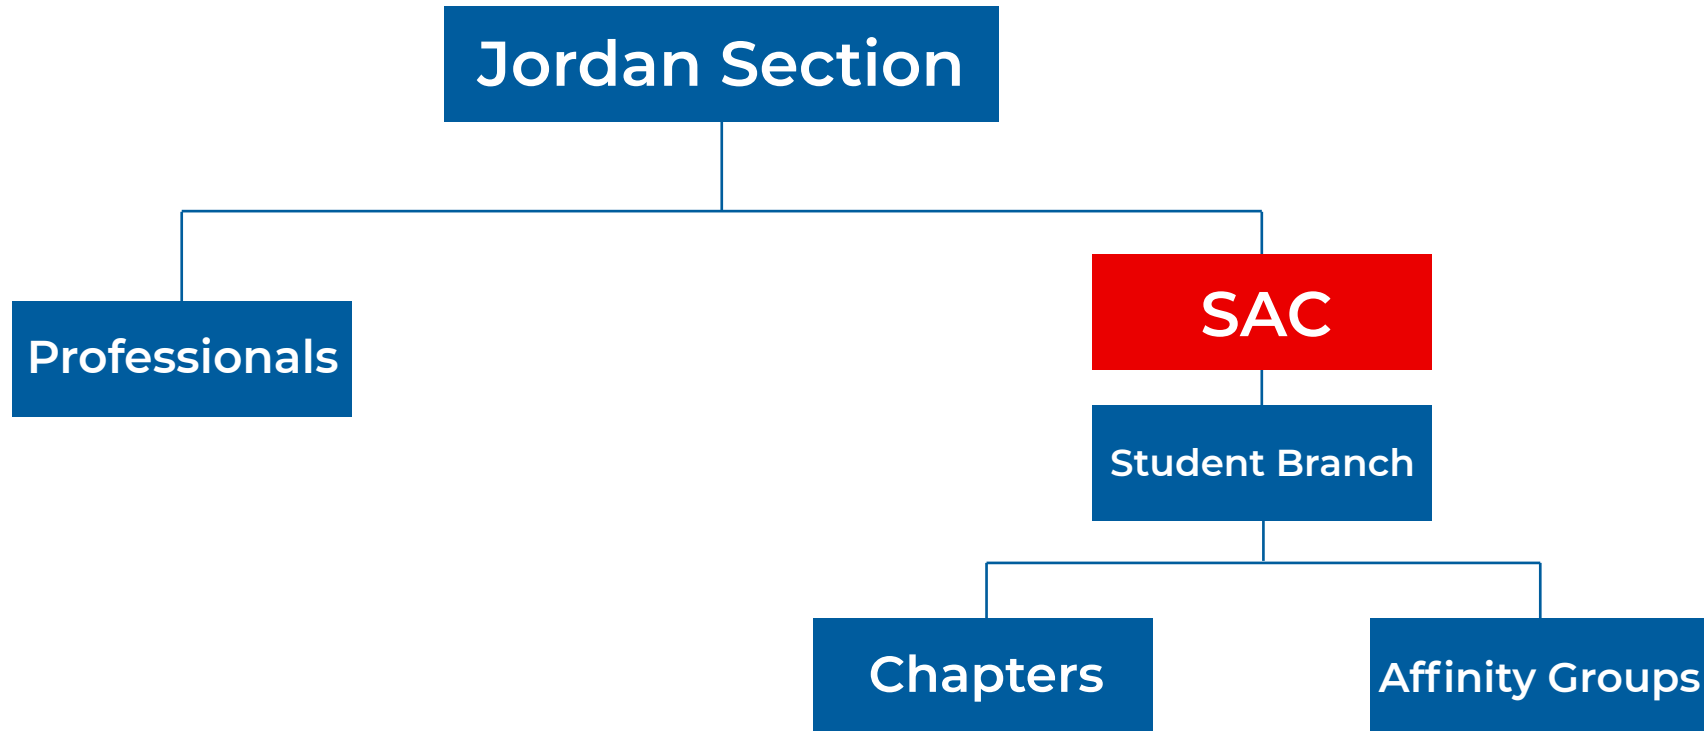 Jordan Section
SAC
Professionals
Student Branch
Chapters
Affinity Groups